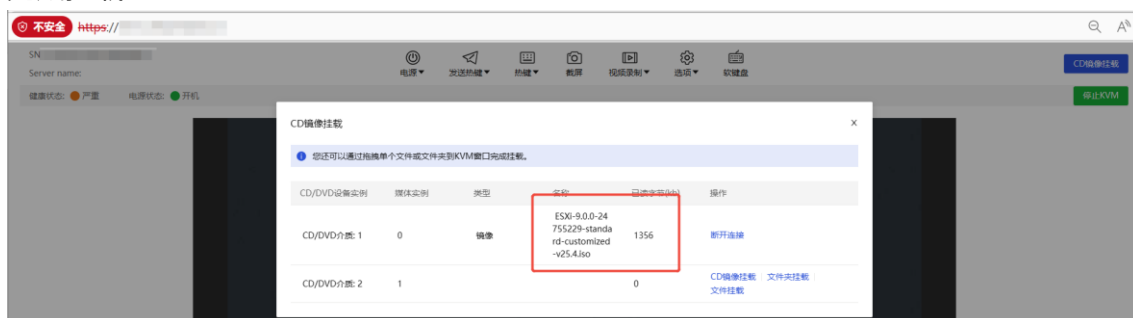 不安全 https://
SN
Server name:
电源 发送热键 热键 截屏 视频录制 选项 软键盘
CD镜像挂载
健康状态: 严重 电源状态: 开机
停止KVM
CD镜像挂载 x
您还可以通过拖拽单个文件或文件夹到KVM窗口完成挂载。
CD/DVD设备实例 媒体实例 类型 名称 已读字节(kb) 操作
CD/DVD介质: 1 0 镜像
ESXi-9.0.0-24
755229-standa
rd-customized
-v25.4.iso
1356 断开连接
CD/DVD介质: 2 1 0
CD镜像挂载 文件夹挂载
文件挂载